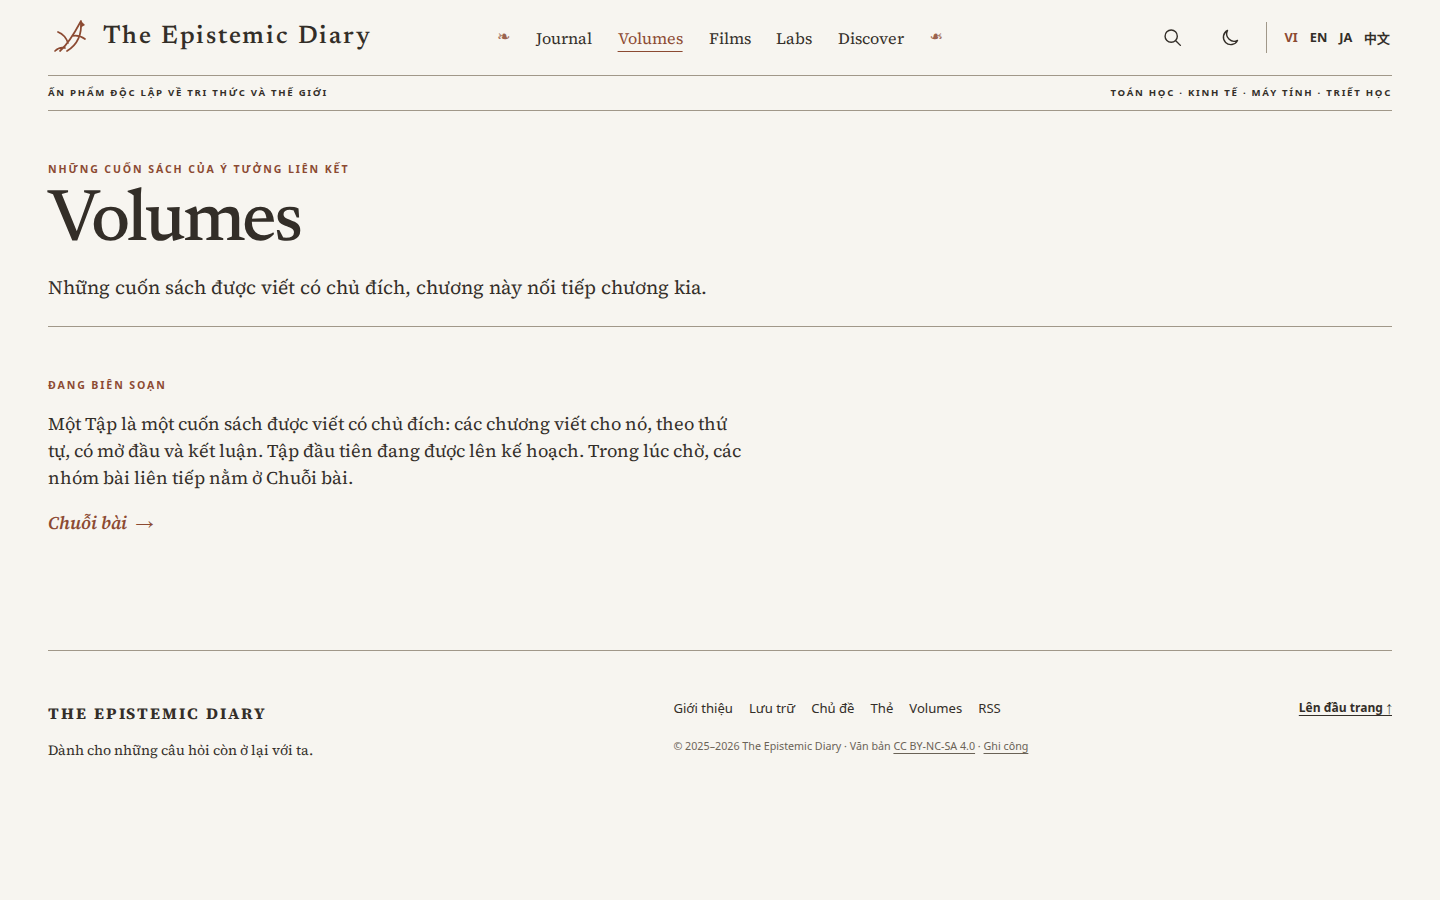 The Epistemic Diary
Journal Volumes Films Labs Discover
VI EN JA 中文
ẤN PHẨM ĐỘC LẬP VỀ TRI THỨC VÀ THẾ GIỚI
TOÁN HỌC · KINH TẾ · MÁY TÍNH · TRIẾT HỌC
NHỮNG CUỐN SÁCH CỦA Ý TƯỞNG LIÊN KẾT
Volumes
Những cuốn sách được viết có chủ đích, chương này nối tiếp chương kia.
ĐANG BIÊN SOẠN
Một Tập là một cuốn sách được viết có chủ đích: các chương viết cho nó, theo thứ
tự, có mở đầu và kết luận. Tập đầu tiên đang được lên kế hoạch. Trong lúc chờ, các
nhóm bài liên tiếp nằm ở Chuỗi bài.
Chuỗi bài →
THE EPISTEMIC DIARY
Dành cho những câu hỏi còn ở lại với ta.
Giới thiệu Lưu trữ Chủ đề Thẻ Volumes RSS
© 2025–2026 The Epistemic Diary · Văn bản CC BY-NC-SA 4.0 · Ghi công
Lên đầu trang ↑